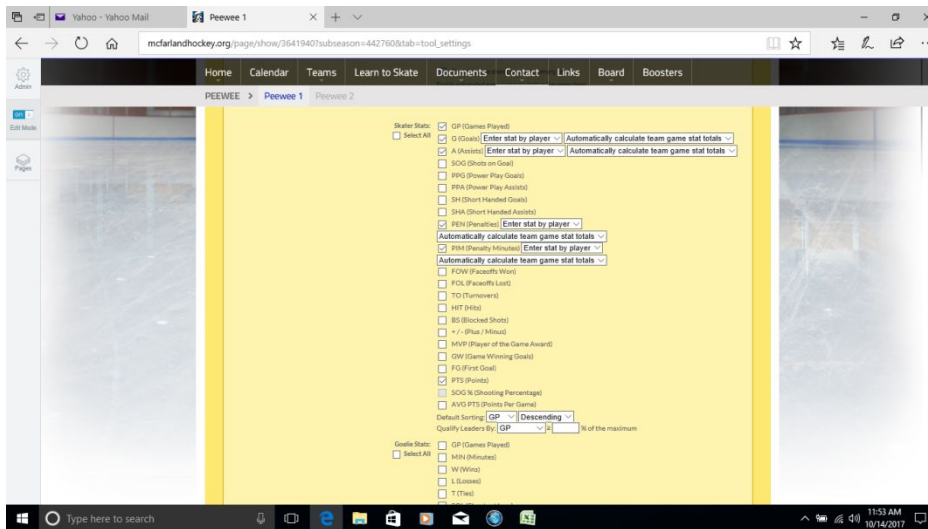 Yahoo - Yahoo Mail
Peewee 1
mcfarlandhockey.org/page/show/3641940?subseason=442760&tab=tool_settings
Admin
ON
Edit Mode
Pages
Home Calendar Teams Learn to Skate Documents Contact Links Board Boosters
PEEWEE > Peewee 1 Peewee 2
Skater Stats: GP (Games Played)
Select All G (Goals) Enter stat by player Automatically calculate team game stat totals
A (Assists) Enter stat by player Automatically calculate team game stat totals
SOG (Shots on Goal)
PPG (Power Play Goals)
PPA (Power Play Assists)
SH (Short Handed Goals)
SHA (Short Handed Assists)
PEN (Penalties) Enter stat by player
Automatically calculate team game stat totals
PIM (Penalty Minutes) Enter stat by player
Automatically calculate team game stat totals
FOW (Faceoffs Won)
FOL (Faceoffs Lost)
TO (Turnovers)
HIT (Hits)
BS (Blocked Shots)
+ / - (Plus / Minus)
MVP (Player of the Game Award)
GW (Game Winning Goals)
FG (First Goal)
PTS (Points)
SOG % (Shooting Percentage)
AVG PTS (Points Per Game)
Default Sorting: GP Descending
Qualify Leaders By: GP ≥ % of the maximum
Goalie Stats: GP (Games Played)
Select All MIN (Minutes)
W (Wins)
L (Losses)
T (Ties)
Type here to search
11:53 AM
10/14/2017